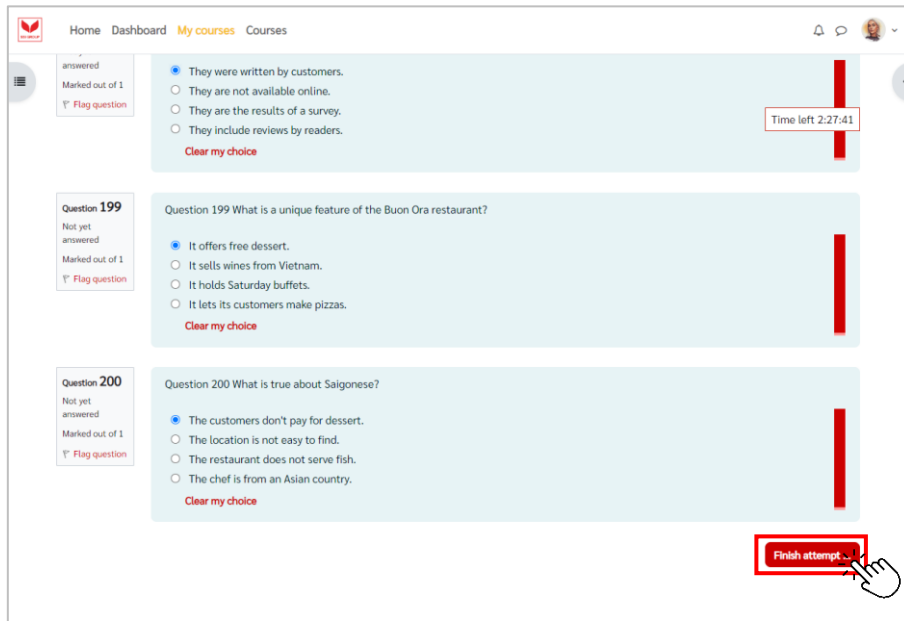 Home Dashboard My courses Courses
answered
Marked out of 1
Flag question
They were written by customers.
They are not available online.
They are the results of a survey.
They include reviews by readers.
Clear my choice
Time left 2:27:41
Question 199
Not yet
answered
Marked out of 1
Flag question
Question 199 What is a unique feature of the Buon Ora restaurant?
It offers free dessert.
It sells wines from Vietnam.
It holds Saturday buffets.
It lets its customers make pizzas.
Clear my choice
Question 200
Not yet
answered
Marked out of 1
Flag question
Question 200 What is true about Saigonese?
The customers don't pay for dessert.
The location is not easy to find.
The restaurant does not serve fish.
The chef is from an Asian country.
Clear my choice
Finish attempt ...